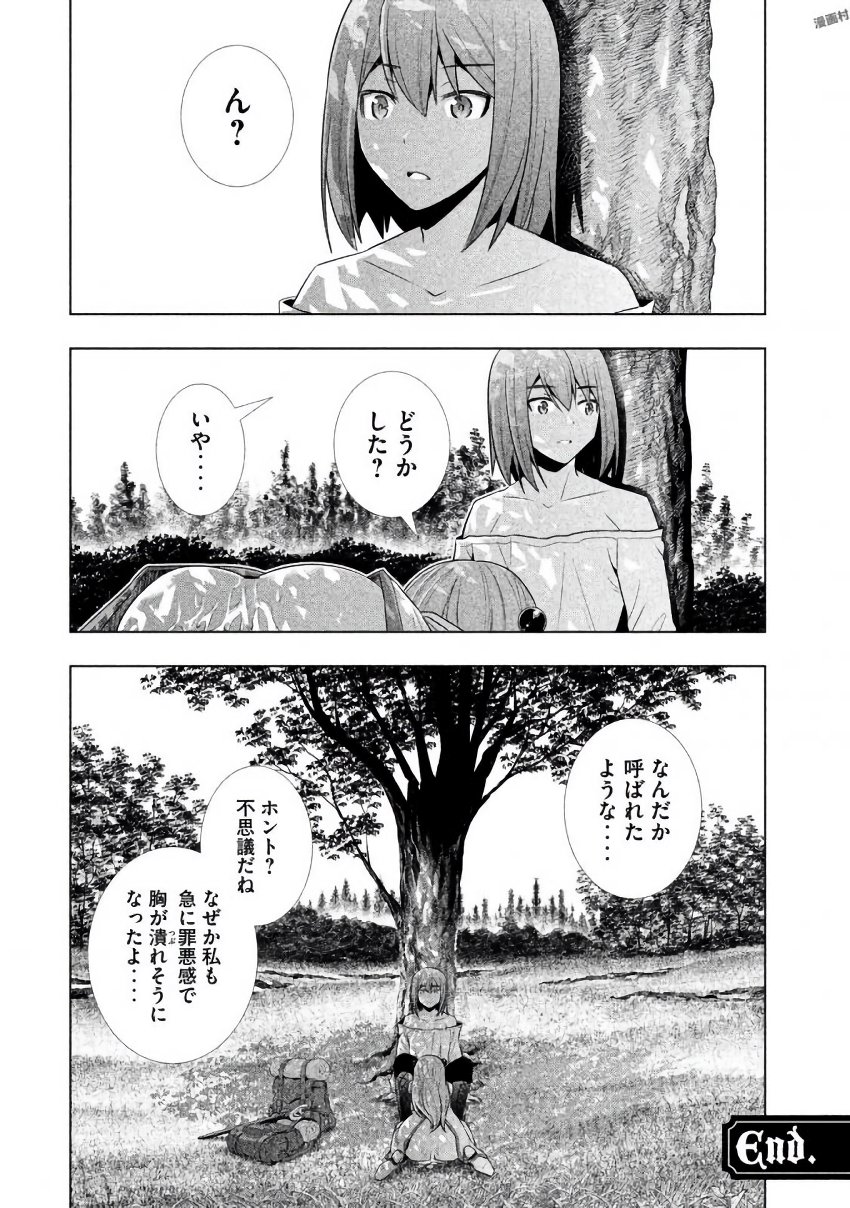 漫画村
ん？
どうか
した？
いや‥‥
なんだか
呼ばれた
ような‥‥
ホント？
不思議だね
なぜか私も
急に罪悪感で
胸が潰れそうに
つぶ
なったよ‥‥
End.